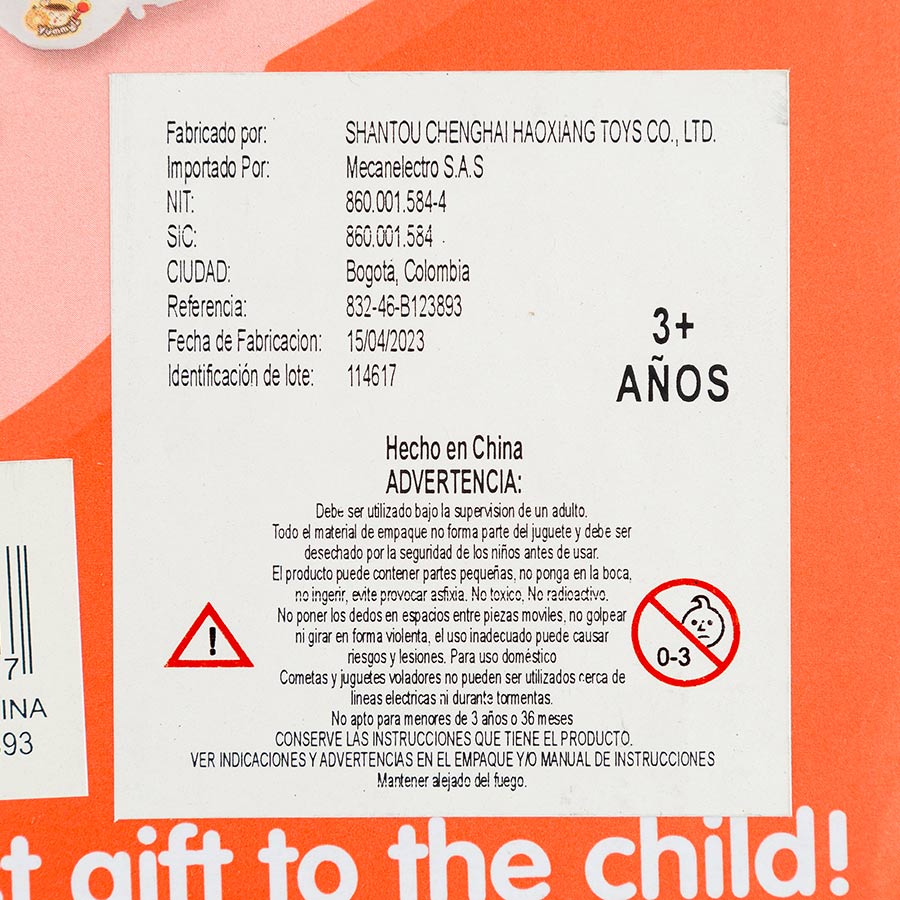 Yummy!
Fabricado por: SHANTOU CHENGHAI HAOXIANG TOYS CO., LTD.
Importado Por: Mecanelectro S.A.S
NIT: 860.001.584-4
SIC: 860.001.584
CIUDAD: Bogotá, Colombia
Referencia: 832-46-B123893
Fecha de Fabricacion: 15/04/2023
Identificación de lote: 114617
3+
AÑOS
Hecho en China
ADVERTENCIA:
Debe ser utilizado bajo la supervision de un adulto.
Todo el material de empaque no forma parte del juguete y debe ser
desechado por la seguridad de los niños antes de usar.
El producto puede contener partes pequeñas, no ponga en la boca,
no ingerir, evite provocar asfixia. No toxico, No radioactivo.
No poner los dedos en espacios entre piezas moviles, no golpear
ni girar en forma violenta, el uso inadecuado puede causar
riesgos y lesiones. Para uso doméstico
Cometas y juguetes voladores no pueden ser utilizados cerca de
lineas electricas ni durante tormentas.
No apto para menores de 3 años o 36 meses
CONSERVE LAS INSTRUCCIONES QUE TIENE EL PRODUCTO.
VER INDICACIONES Y ADVERTENCIAS EN EL EMPAQUE Y/O MANUAL DE INSTRUCCIONES
Mantener alejado del fuego.
!
0-3
7
INA
93
t gift to the child!